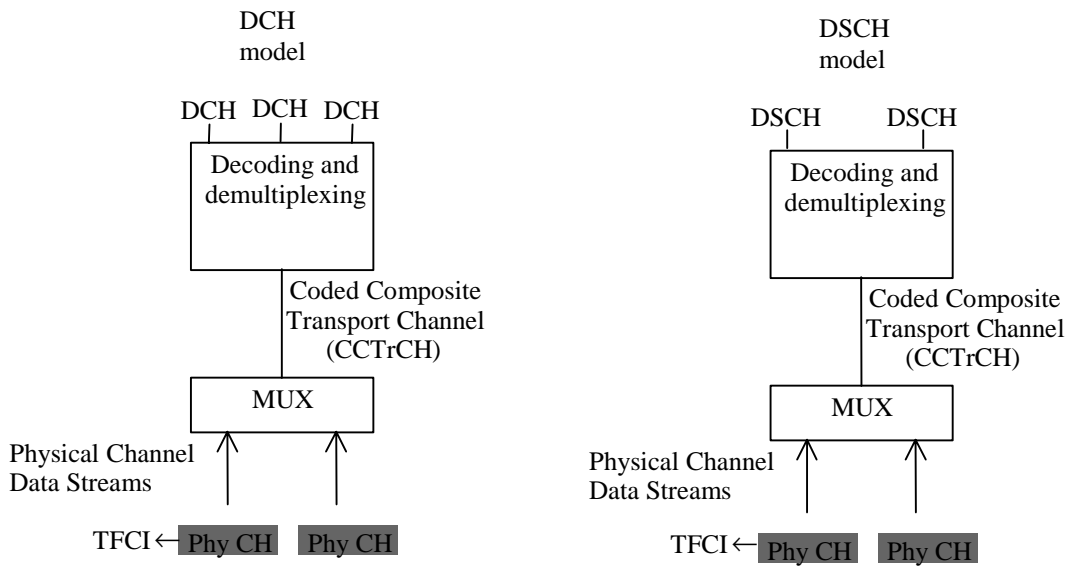 DCH
model
DCH DCH DCH
Decoding and
demultiplexing
Coded Composite
Transport Channel
(CCTrCH)
MUX
Physical Channel
Data Streams
TFCI Phy CH Phy CH
DSCH
model
DSCH DSCH
Decoding and
demultiplexing
Coded Composite
Transport Channel
(CCTrCH)
MUX
Physical Channel
Data Streams
TFCI Phy CH Phy CH